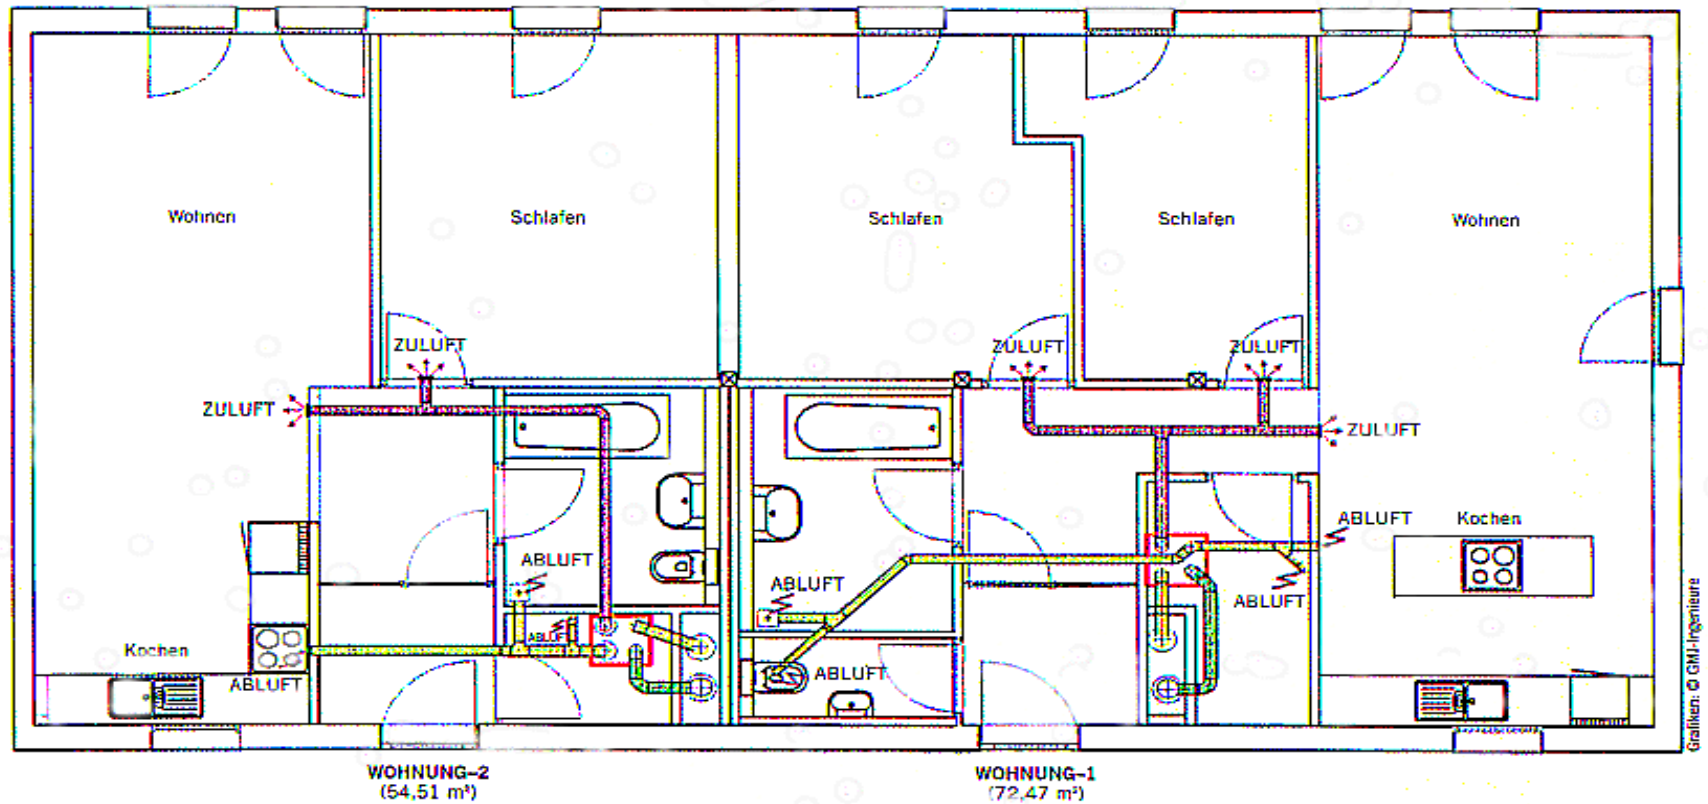 Wohnen
Schlafen
Schlafen
Schlafen
Wohnen
ZULUFT
ZULUFT
ZULUFT
ZULUFT
ZULUFT
ABLUFT
Kochen
ABLUFT
ABLUFT
ABLUFT
ABLUFT
Kochen
ABLUFT
ABLUFT
WOHNUNG-2
(54,51 m²)
WOHNUNG-1
(72,47 m²)
Grafiken: © GMJ-Ingenieure